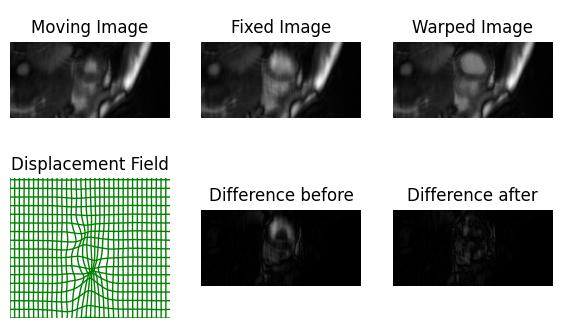 Moving Image
Fixed Image
Warped Image
Displacement Field
Difference before
Difference after